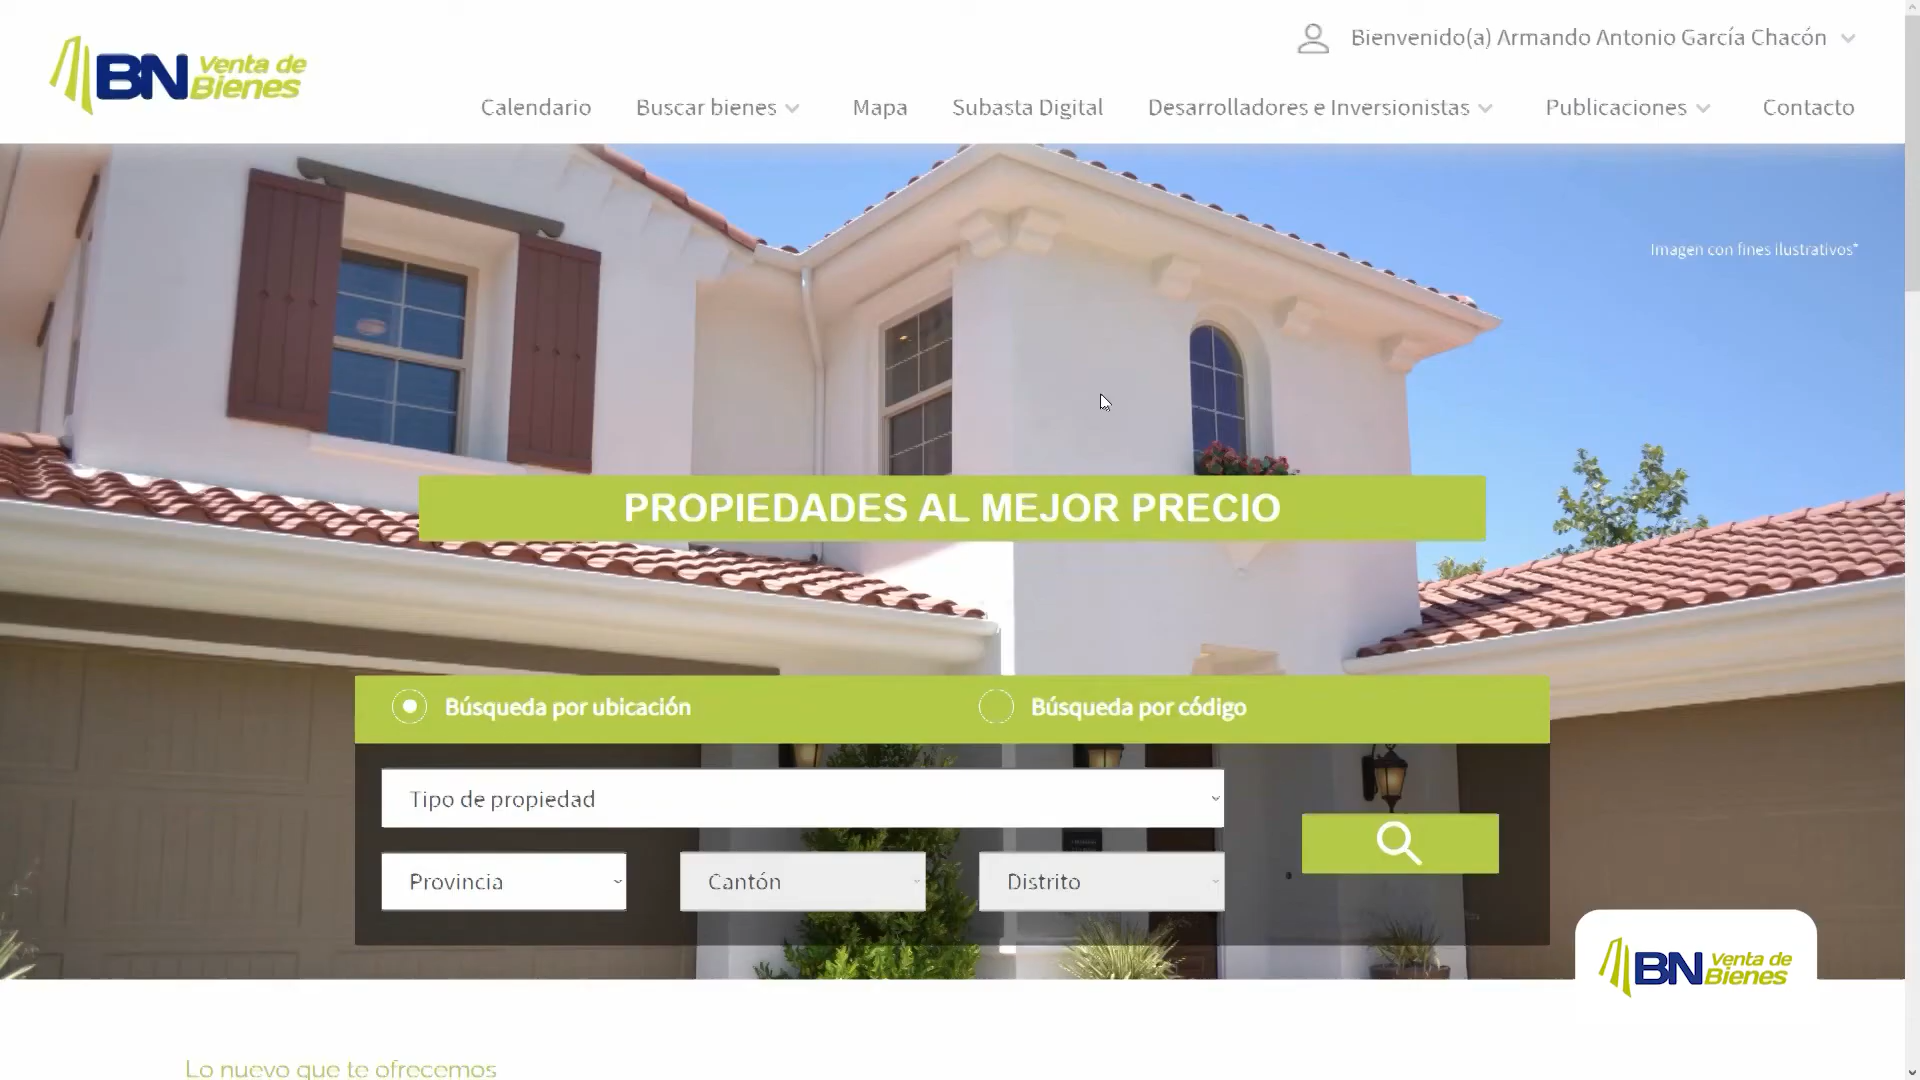 BN Venta de Bienes
Bienvenido(a) Armando Antonio García Chacón
Calendario
Buscar bienes
Mapa
Subasta Digital
Desarrolladores e Inversionistas
Publicaciones
Contacto
Imagen con fines ilustrativos*
PROPIEDADES AL MEJOR PRECIO
Búsqueda por ubicación
Búsqueda por código
Tipo de propiedad
Provincia
Cantón
Distrito
BN Venta de Bienes
Lo nuevo que te ofrecemos